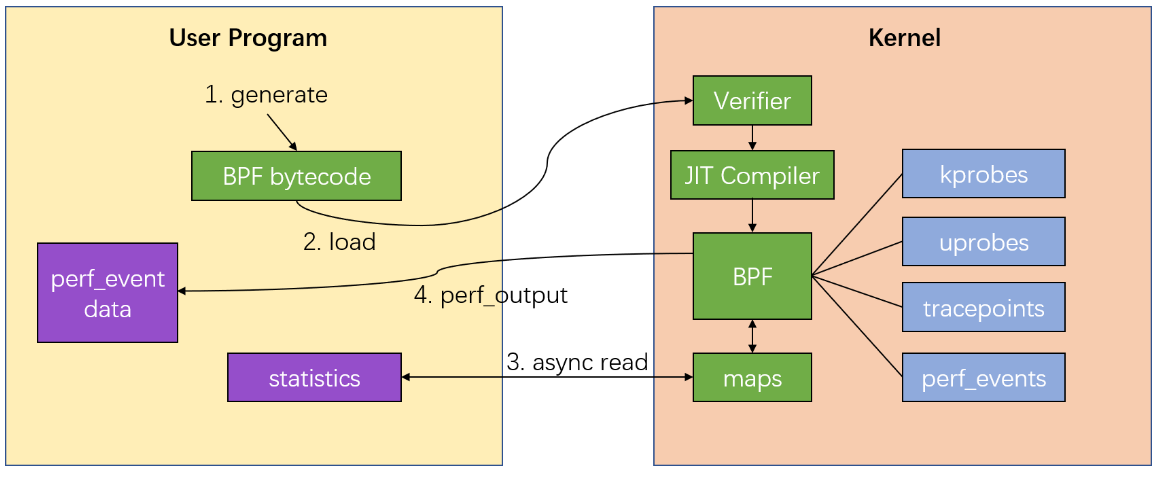 User Program
1. generate
BPF bytecode
2. load
perf_event
data
4. perf_output
statistics
3. async read
Kernel
Verifier
JIT Compiler
BPF
maps
kprobes
uprobes
tracepoints
perf_events